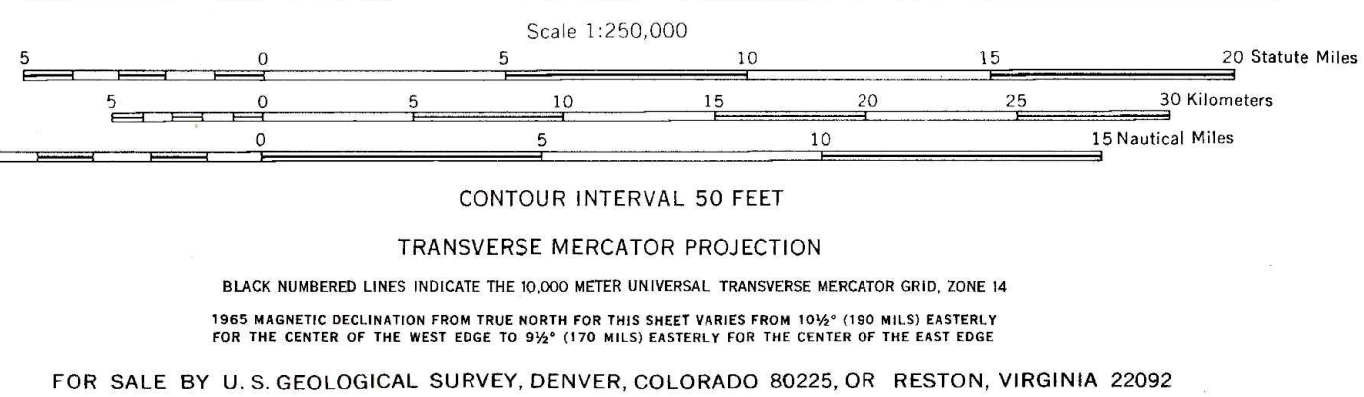 Scale 1:250,000
5 0 5 10 15 20 Statute Miles
5 0 5 10 15 20 25 30 Kilometers
0 5 10 15 Nautical Miles
CONTOUR INTERVAL 50 FEET
TRANSVERSE MERCATOR PROJECTION
BLACK NUMBERED LINES INDICATE THE 10,000 METER UNIVERSAL TRANSVERSE MERCATOR GRID, ZONE 14
1965 MAGNETIC DECLINATION FROM TRUE NORTH FOR THIS SHEET VARIES FROM 10½° (190 MILS) EASTERLY
FOR THE CENTER OF THE WEST EDGE TO 9½° (170 MILS) EASTERLY FOR THE CENTER OF THE EAST EDGE
FOR SALE BY U. S. GEOLOGICAL SURVEY, DENVER, COLORADO 80225, OR RESTON, VIRGINIA 22092